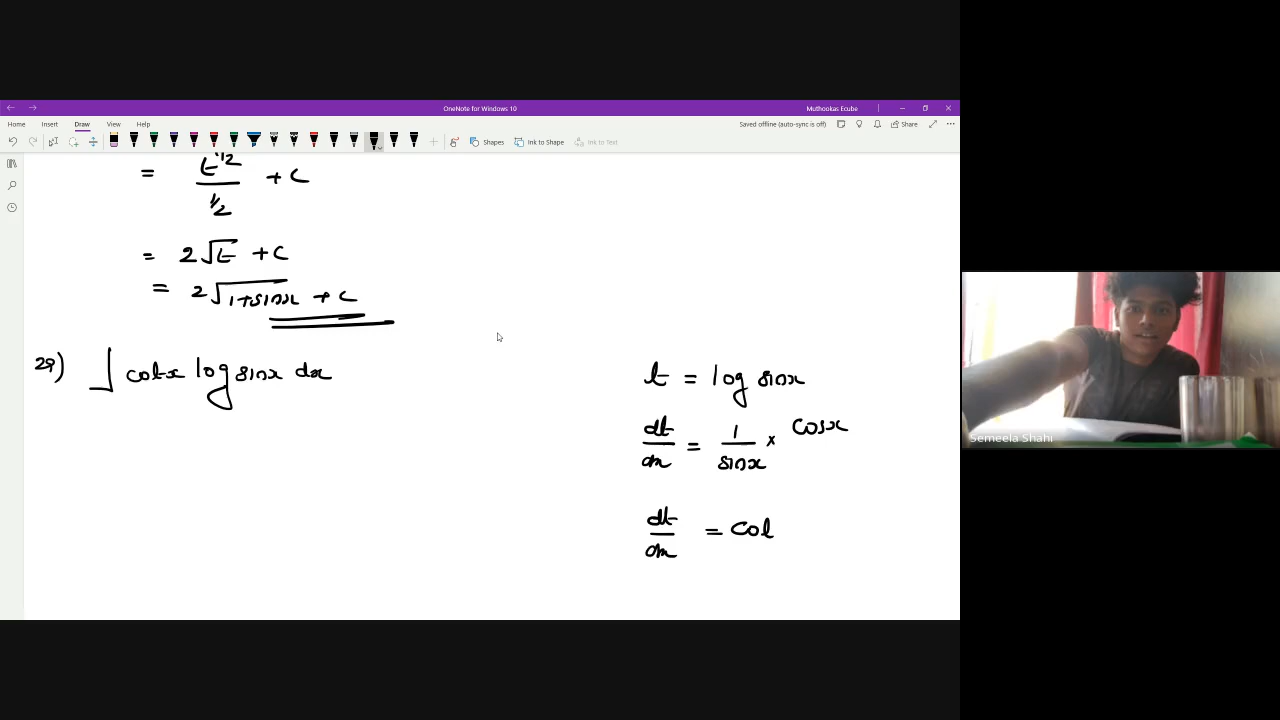 OneNote for Windows 10
Muthookas Ecube
Home Insert Draw View Help
Saved offline (auto-sync is off)
Share
Shapes
Ink to Shape
Ink to Text
= t^1/2 / 1/2 + C
= 2√t + C
= 2√1+sinx + C
29) ∫ cotx log sinx dx
t = log sinx
dt/dx = 1/sinx × cosx
dt/dx = cot
Semeela Shahi